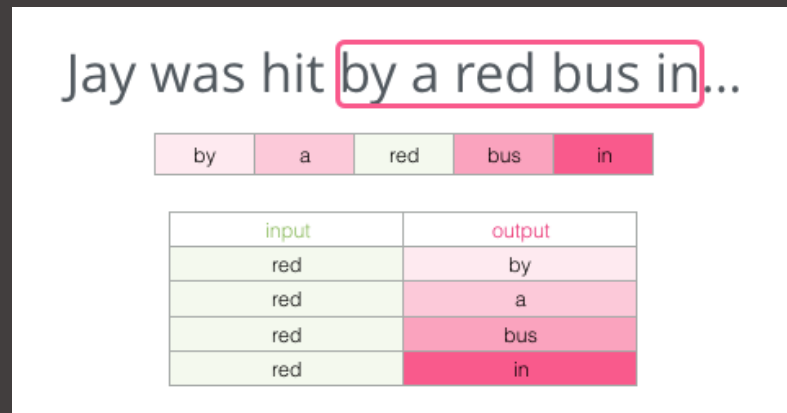 Jay was hit by a red bus in...
by a red bus in
input output
red by
red a
red bus
red in